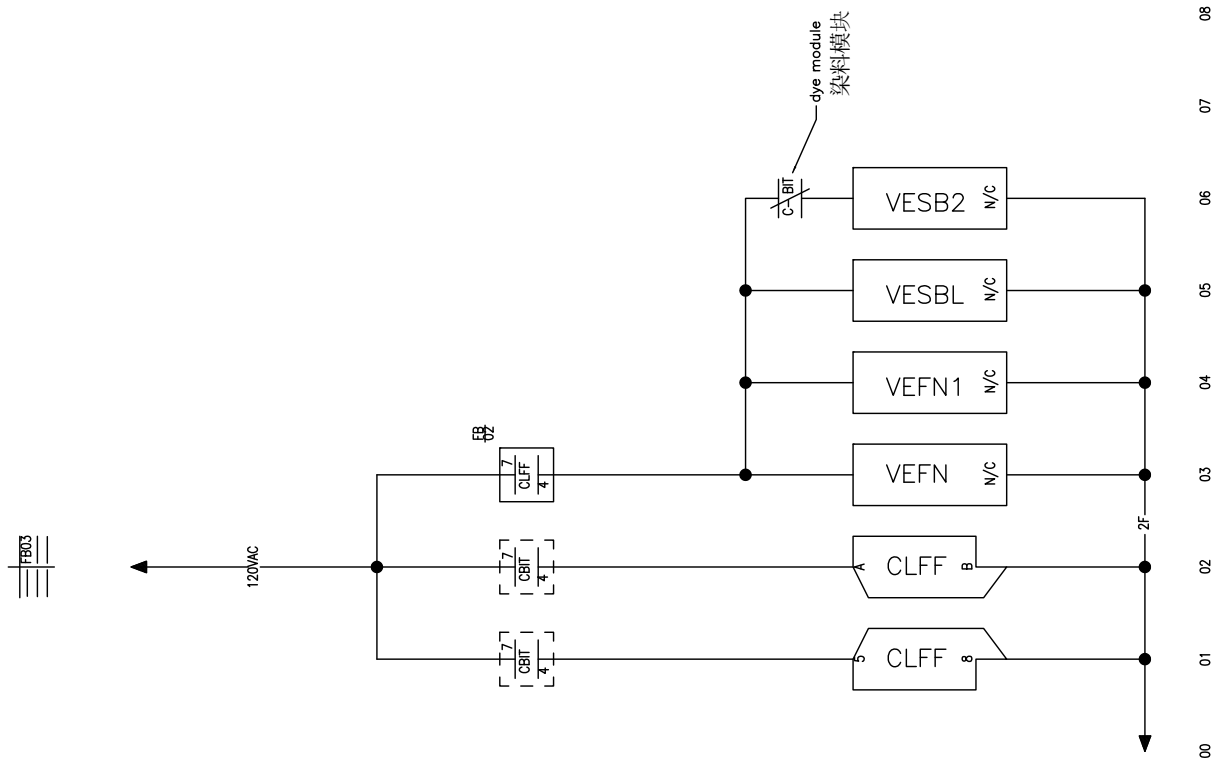 FB03
120VAC
FB
02
7
CLFF
4
7
CBIT
4
7
CBIT
4
C-BIT
dye module
染料模块
VESB2
N/C
VESBL
N/C
VEFN1
N/C
VEFN
N/C
A
CLFF
B
5
CLFF
8
2F
08
07
06
05
04
03
02
01
00